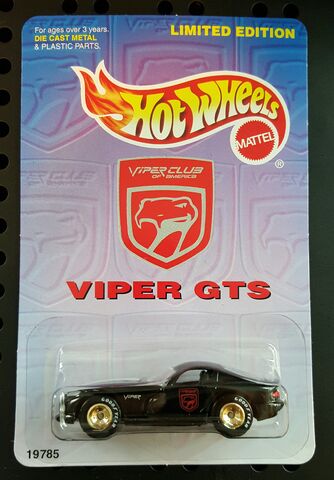 For ages over 3 years.
DIE CAST METAL
& PLASTIC PARTS.
LIMITED EDITION
Hot Wheels
MATTEL
®
VIPER CLUB
OF AMERICA
VIPER GTS
VIPER
GOODYEAR
GOODYEAR
19785